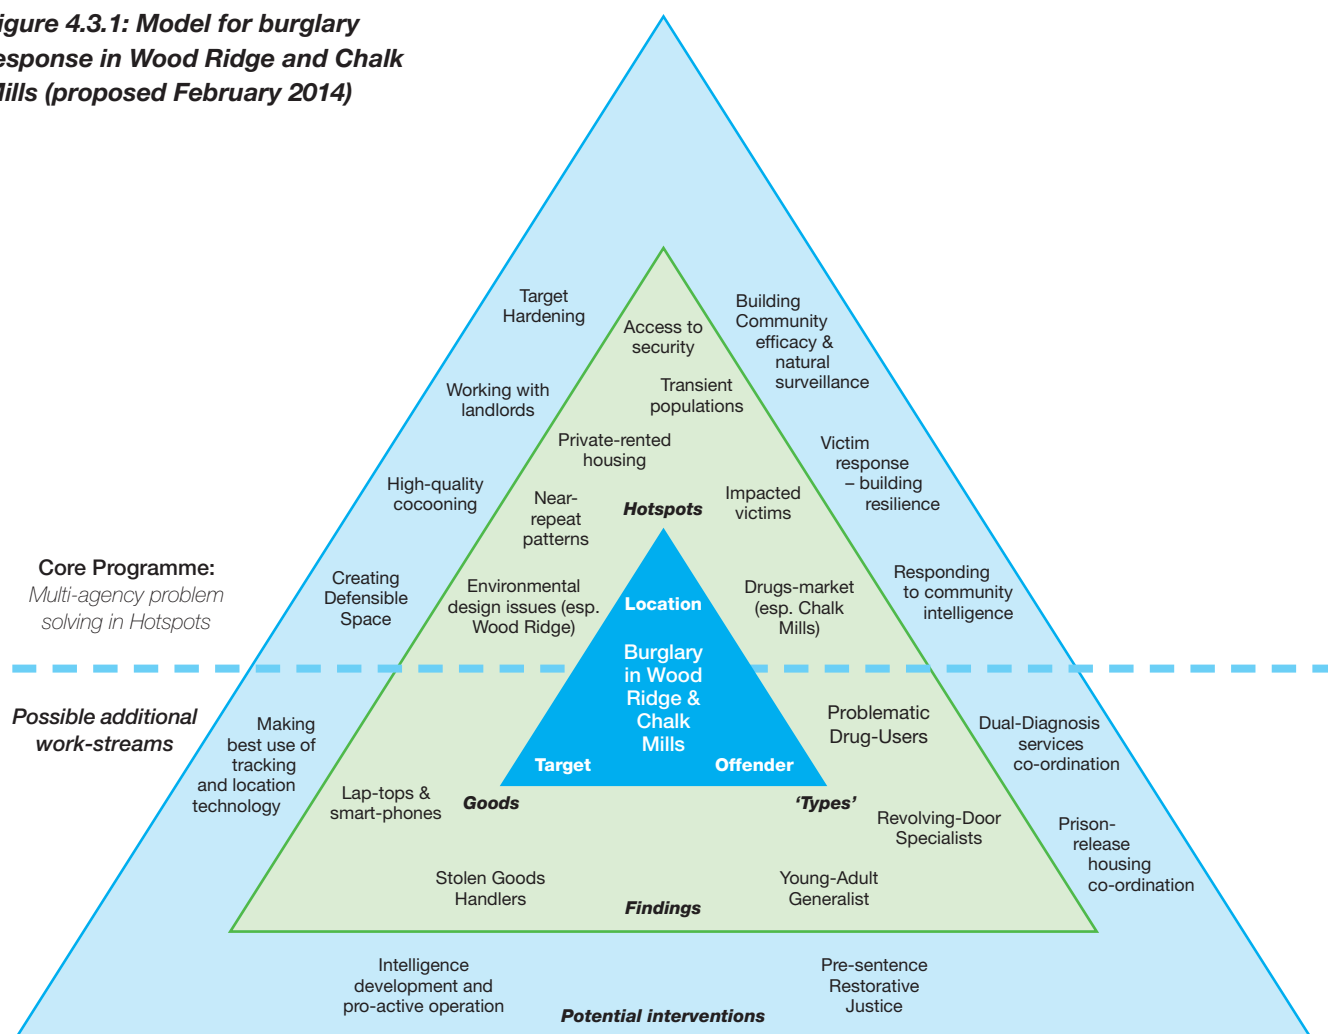 igure 4.3.1: Model for burglary
esponse in Wood Ridge and Chalk
Mills (proposed February 2014)
Target
Hardening
Building
Community
efficacy &
natural
surveillance
Access to
security
Working with
landlords
Transient
populations
Private-rented
housing
Victim
response
– building
resilience
High-quality
cocooning
Near-
repeat
patterns
Hotspots
Impacted
victims
Core Programme:
Multi-agency problem
solving in Hotspots
Creating
Defensible
Space
Environmental
design issues (esp.
Wood Ridge)
Location
Drugs-market
(esp. Chalk
Mills)
Responding
to community
intelligence
Burglary
in Wood
Ridge &
Chalk
Mills
Possible additional
work-streams
Making
best use of
tracking
and location
technology
Target
Offender
Problematic
Drug-Users
Dual-Diagnosis
services
co-ordination
Lap-tops &
smart-phones
Goods
‘Types’
Revolving-Door
Specialists
Prison-
release
housing
co-ordination
Stolen Goods
Handlers
Findings
Young-Adult
Generalist
Intelligence
development and
pro-active operation
Potential interventions
Pre-sentence
Restorative
Justice